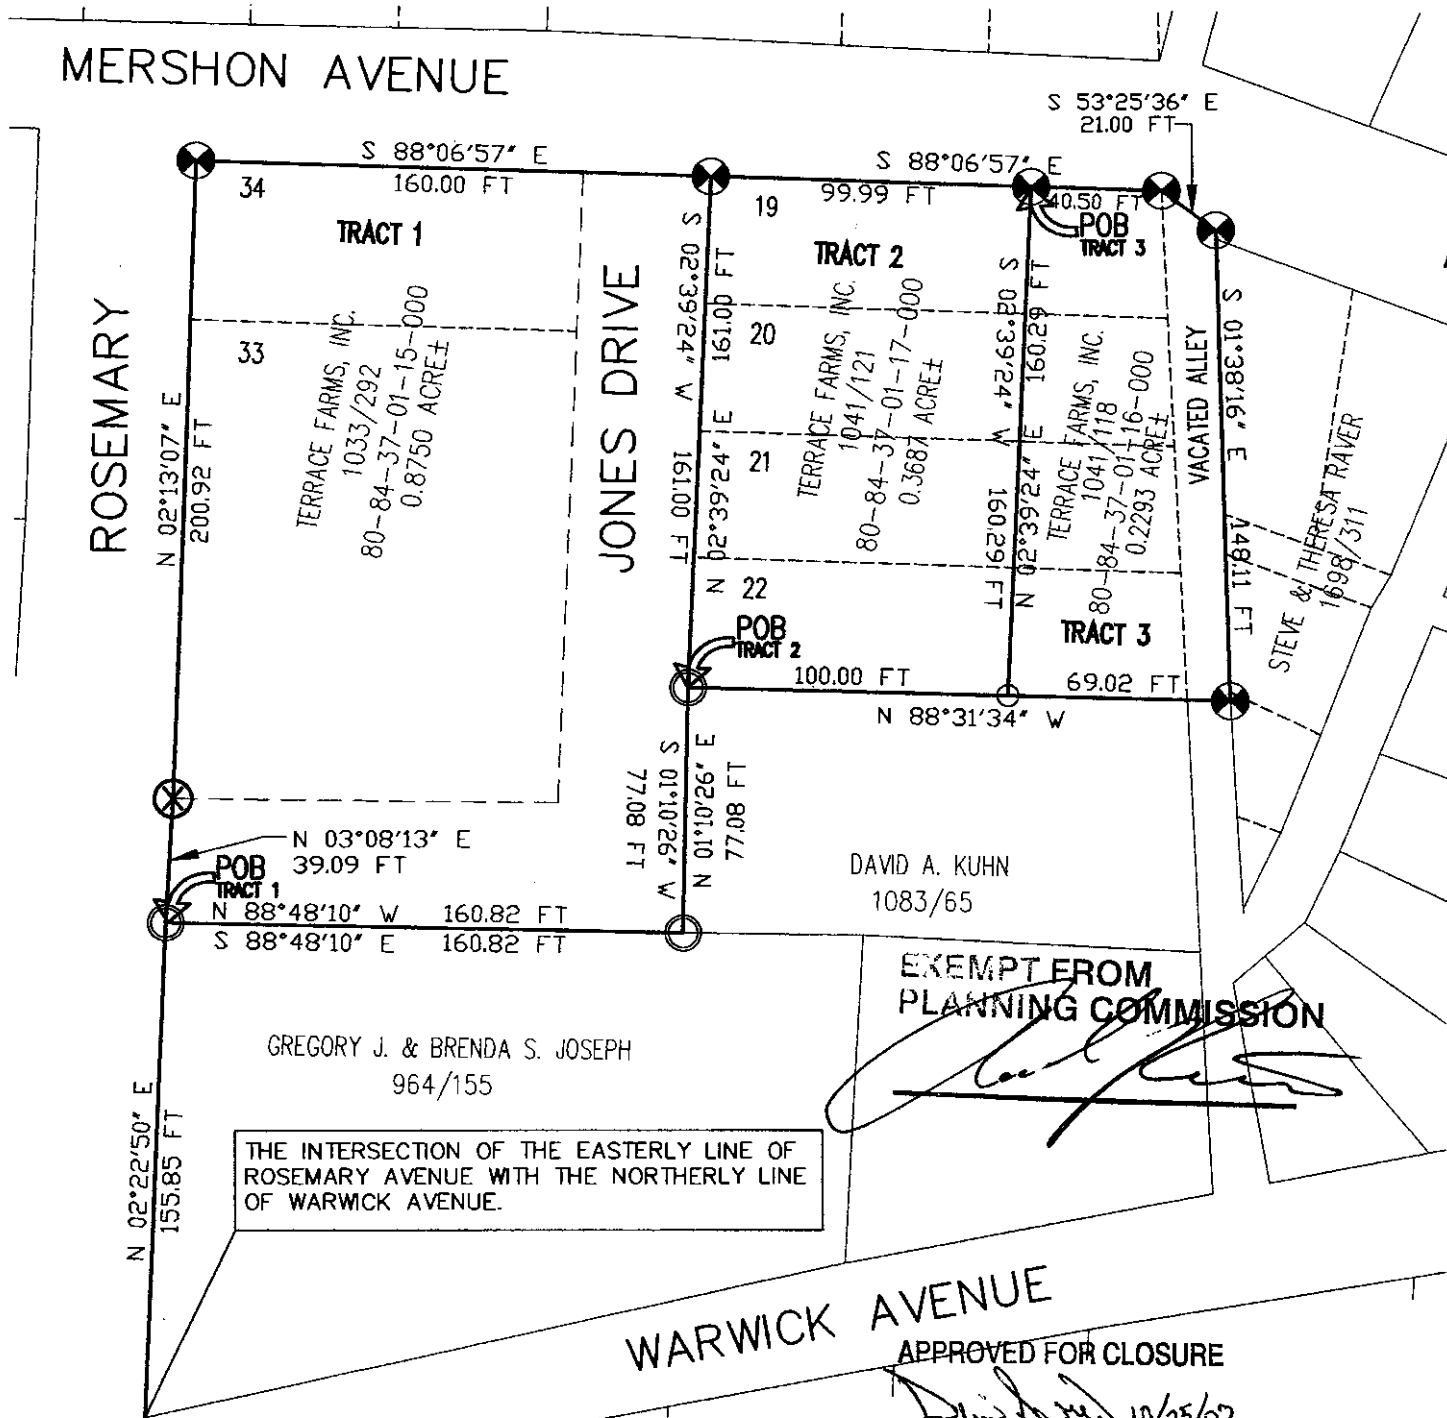 MERSHON AVENUE
S 53°25'36" E
21.00 FT
S 88°06'57" E
160.00 FT
S 88°06'57" E
99.99 FT
40.50 FT
34
TRACT 1
19
TRACT 2
POB
TRACT 3
ROSEMARY
N 02°13'07" E
200.92 FT
33
TERRACE FARMS, INC.
1033/292
80-84-37-01-15-000
0.8750 ACRE±
JONES DRIVE
S 02°39'24" W
161.00 FT
N 02°39'24" E
161.00 FT
20
21
22
TERRACE FARMS, INC.
1041/121
80-84-37-01-17-000
0.3687 ACRE±
S 02°39'24" W
160.29 FT
N 02°39'24" E
160.29 FT
TERRACE FARMS, INC.
1041/118
80-84-37-01-16-000
0.2293 ACRE±
TRACT 3
VACATED ALLEY
S 01°38'16" E
148.11 FT
STEVE & THERESA RAVER
1698/311
POB
TRACT 2
100.00 FT
69.02 FT
N 88°31'34" W
S 01°10'26" W
77.08 FT
N 01°10'26" E
77.08 FT
N 03°08'13" E
39.09 FT
POB
TRACT 1
N 88°48'10" W 160.82 FT
S 88°48'10" E 160.82 FT
DAVID A. KUHN
1083/65
EXEMPT FROM
PLANNING COMMISSION
GREGORY J. & BRENDA S. JOSEPH
964/155
N 02°22'50" E
155.85 FT
THE INTERSECTION OF THE EASTERLY LINE OF
ROSEMARY AVENUE WITH THE NORTHERLY LINE
OF WARWICK AVENUE.
WARWICK AVENUE
APPROVED FOR CLOSURE